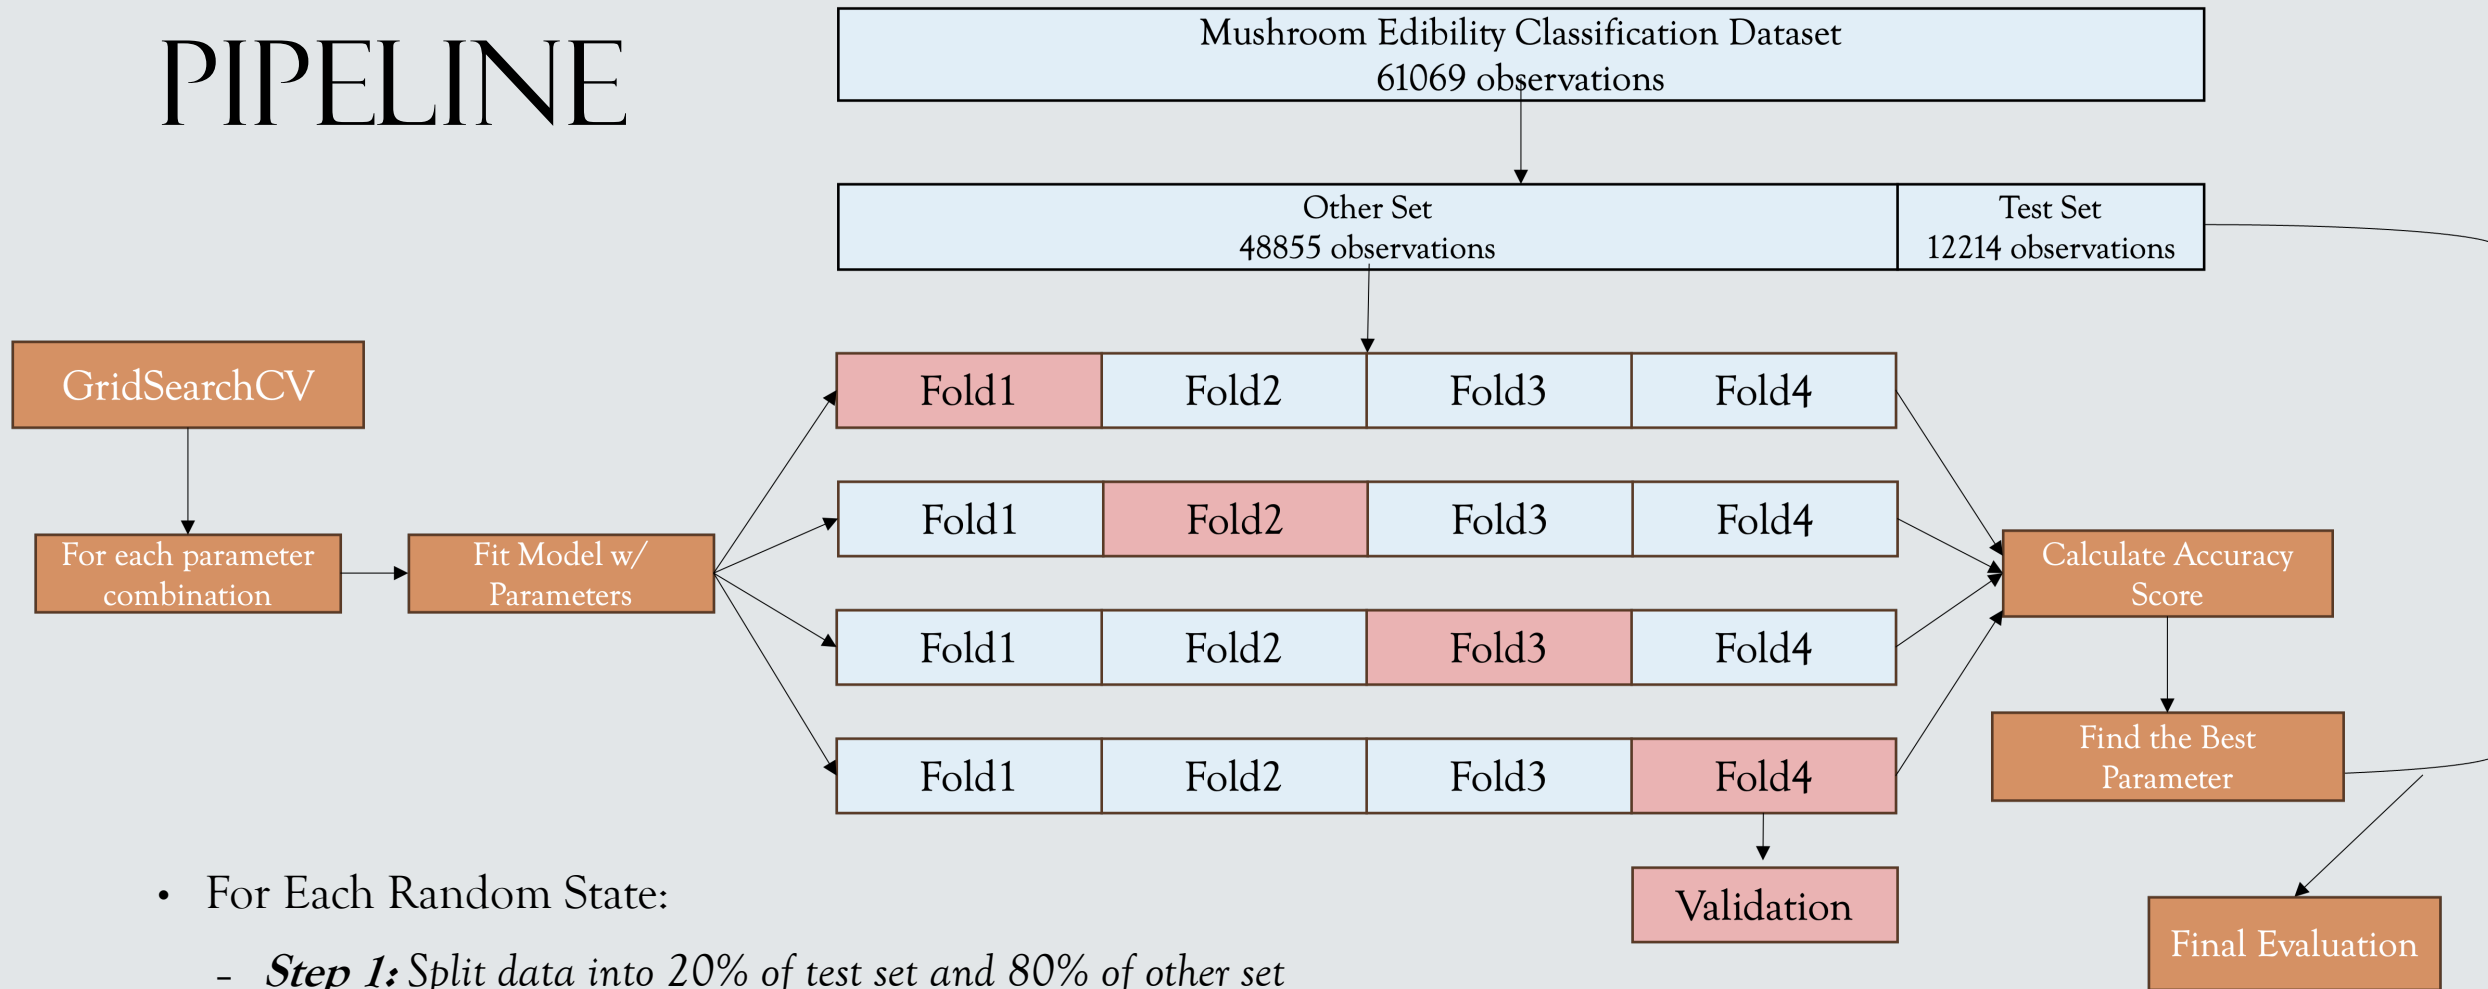 PIPELINE
Mushroom Edibility Classification Dataset
61069 observations
Other Set
48855 observations
Test Set
12214 observations
GridSearchCV
For each parameter
combination
Fit Model w/
Parameters
Fold1 Fold2 Fold3 Fold4
Fold1 Fold2 Fold3 Fold4
Fold1 Fold2 Fold3 Fold4
Fold1 Fold2 Fold3 Fold4
Calculate Accuracy
Score
Find the Best
Parameter
Validation
Final Evaluation
• For Each Random State:
- Step 1: Split data into 20% of test set and 80% of other set